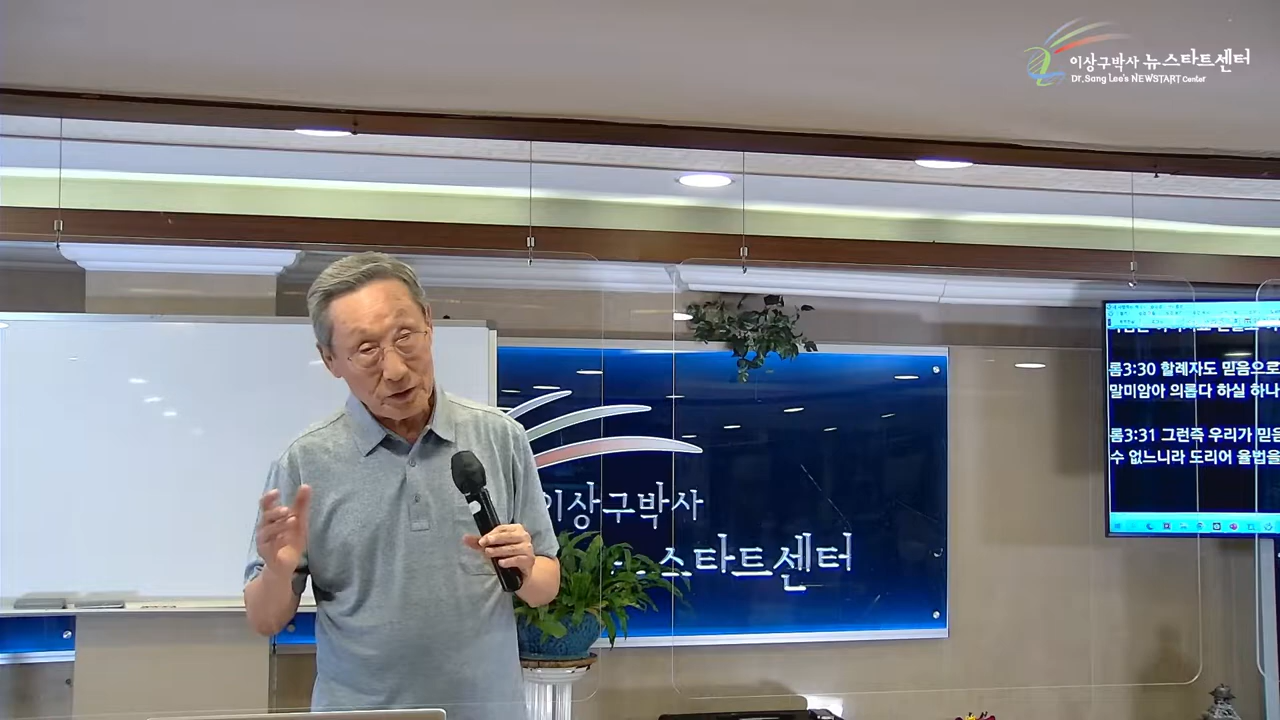 이상구박사 뉴스타트센터
Dr. Sang Lee's NEWSTART Center
롬3:30 할례자도 믿음으로
말미암아 의롭다 하실 하나
롬3:31 그런즉 우리가 믿음
수 없느니라 도리어 율법을
이상구박사
스타트센터